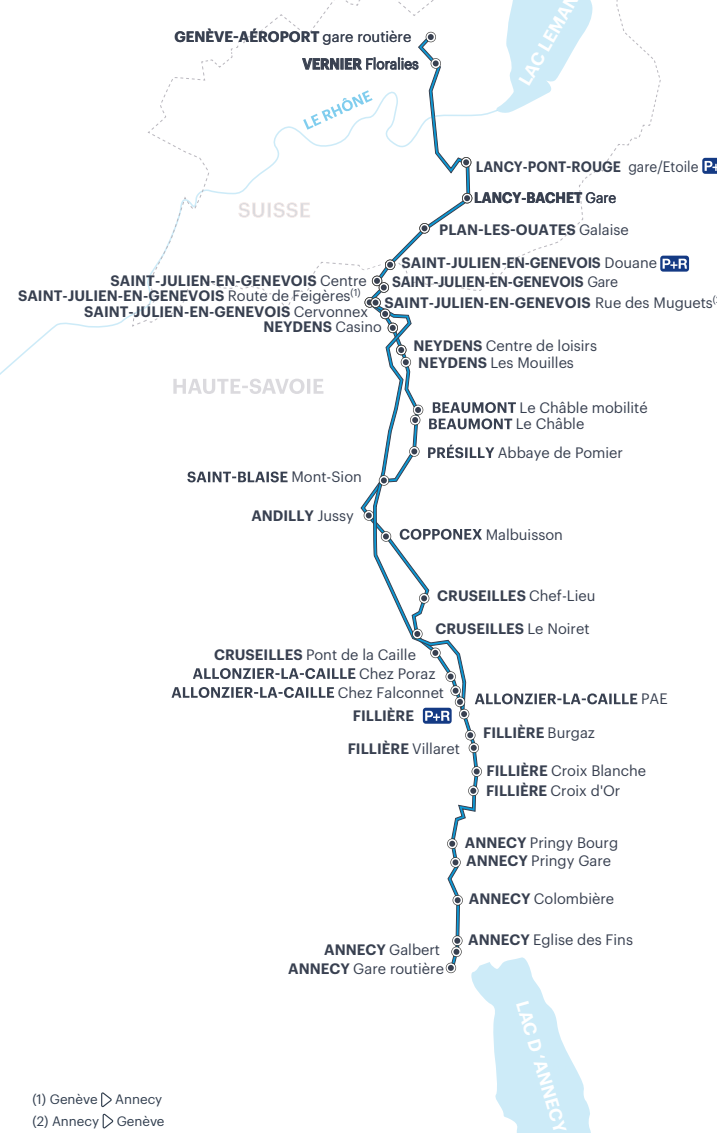 GENÈVE-AÉROPORT gare routière
VERNIER Floralies
LAC LEMAN
LE RHÔNE
LANCY-PONT-ROUGE gare/Etoile P+
LANCY-BACHET Gare
SUISSE
PLAN-LES-OUATES Galaise
SAINT-JULIEN-EN-GENEVOIS Douane P+R
SAINT-JULIEN-EN-GENEVOIS Centre
SAINT-JULIEN-EN-GENEVOIS Gare
SAINT-JULIEN-EN-GENEVOIS Route de Feigères(1)
SAINT-JULIEN-EN-GENEVOIS Rue des Muguets(
SAINT-JULIEN-EN-GENEVOIS Cervonnex
NEYDENS Casino
NEYDENS Centre de loisirs
NEYDENS Les Mouilles
HAUTE-SAVOIE
BEAUMONT Le Châble mobilité
BEAUMONT Le Châble
PRÉSILLY Abbaye de Pomier
SAINT-BLAISE Mont-Sion
ANDILLY Jussy
COPPONEX Malbuisson
CRUSEILLES Chef-Lieu
CRUSEILLES Le Noiret
CRUSEILLES Pont de la Caille
ALLONZIER-LA-CAILLE Chez Poraz
ALLONZIER-LA-CAILLE Chez Falconnet
ALLONZIER-LA-CAILLE PAE
FILLIÈRE P+R
FILLIÈRE Burgaz
FILLIÈRE Villaret
FILLIÈRE Croix Blanche
FILLIÈRE Croix d'Or
ANNECY Pringy Bourg
ANNECY Pringy Gare
ANNECY Colombière
ANNECY Eglise des Fins
ANNECY Galbert
ANNECY Gare routière
LAC D'ANNECY
(1) Genève ▷ Annecy
(2) Annecy ▷ Genève